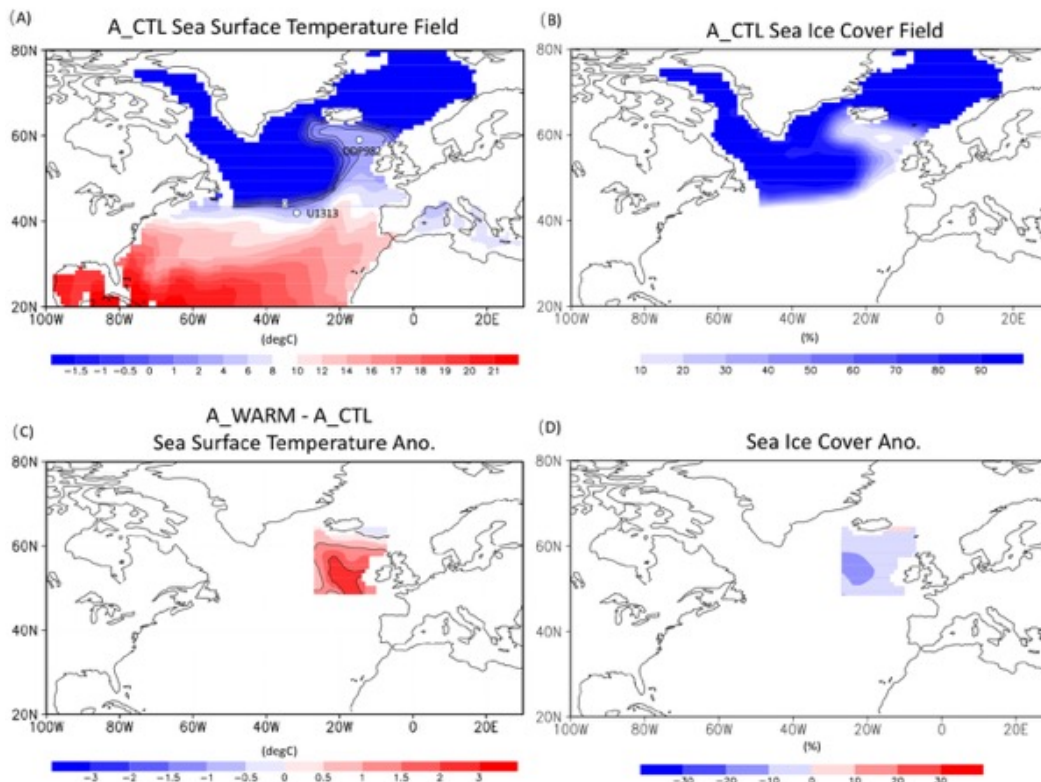 (A)
A_CTL Sea Surface Temperature Field
80N
60N
40N
20N
ODP982
U1313
100W 80W 60W 40W 20W 0 20E
(degC)
-1.5 -1 -0.5 0 1 2 4 6 8 10 12 14 16 17 18 19 20 21
(B)
A_CTL Sea Ice Cover Field
80N
60N
40N
20N
100W 80W 60W 40W 20W 0 20E
(%)
10 20 30 40 50 60 70 80 90
(C)
A_WARM - A_CTL
Sea Surface Temperature Ano.
80N
60N
40N
20N
100W 80W 60W 40W 20W 0 20E
(degC)
-3 -2 -1 -0.5 0 0.5 1 2 3
(D)
Sea Ice Cover Ano.
80N
60N
40N
20N
100W 80W 60W 40W 20W 0 20E
(%)
-30 -20 -10 0 10 20 30